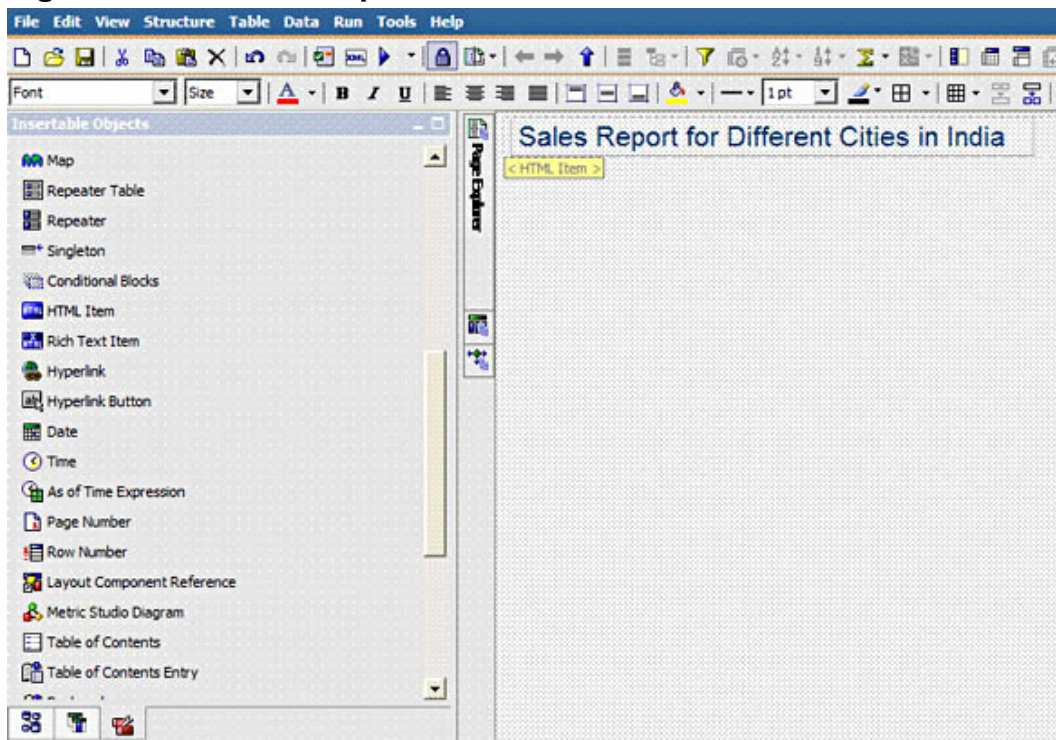 File Edit View Structure Table Data Run Tools Help
Font Size 1 pt
Insertable Objects
Map
Repeater Table
Repeater
Singleton
Conditional Blocks
HTML Item
Rich Text Item
Hyperlink
Hyperlink Button
Date
Time
As of Time Expression
Page Number
Row Number
Layout Component Reference
Metric Studio Diagram
Table of Contents
Table of Contents Entry
Page Explorer
Sales Report for Different Cities in India
< HTML Item >